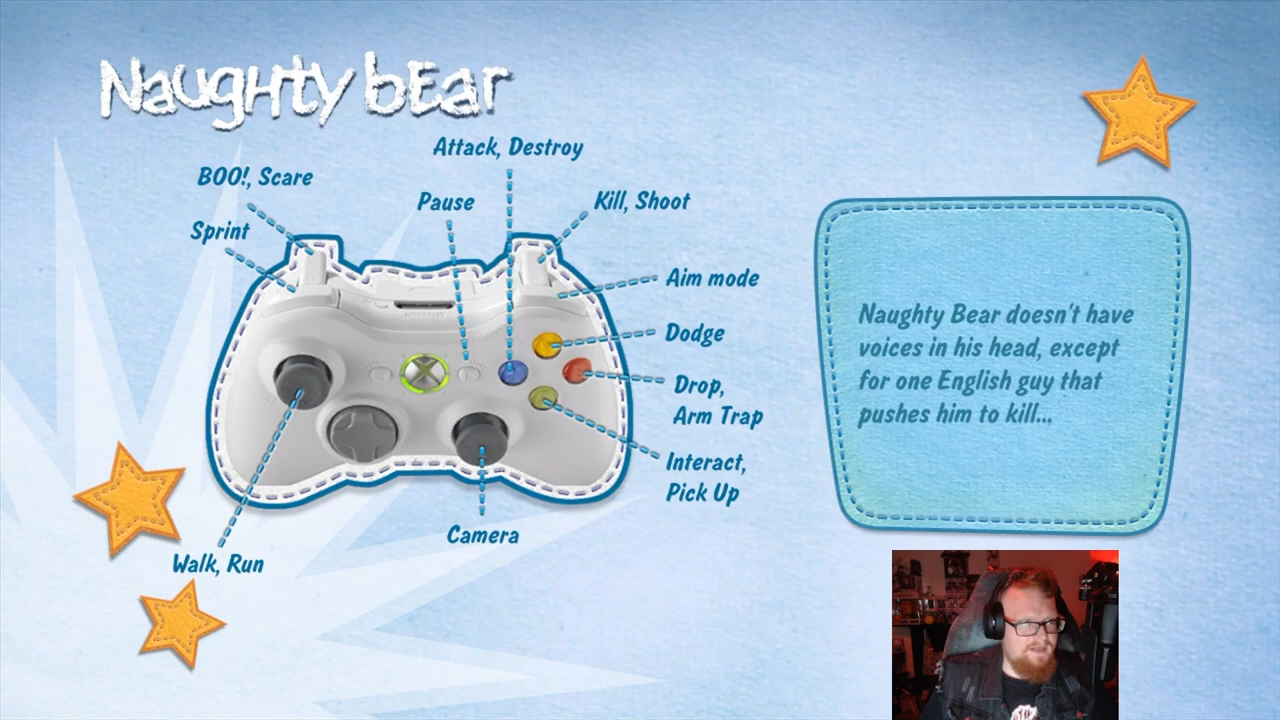 Naughty bEar
Attack, Destroy
BOO!, Scare
Pause
Kill, Shoot
Sprint
Aim mode
Dodge
Drop,
Arm Trap
Interact,
Pick Up
Camera
Walk, Run
Naughty Bear doesn't have
voices in his head, except
for one English guy that
pushes him to kill...